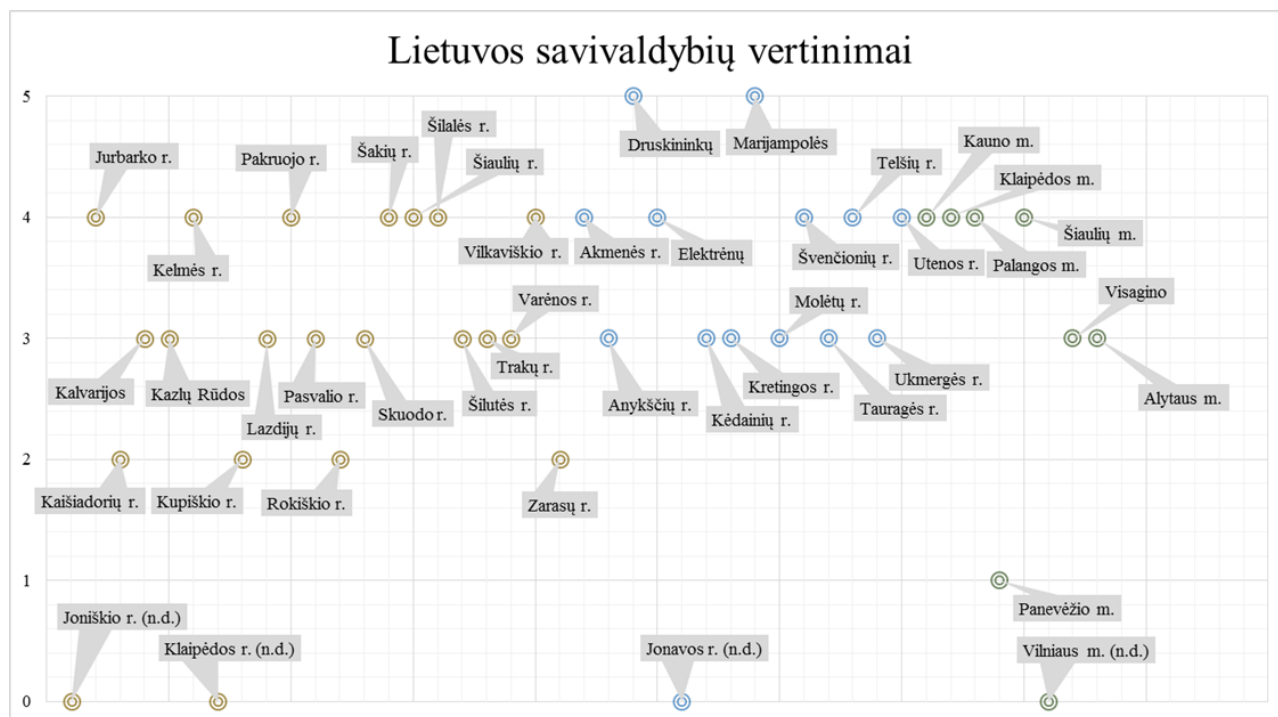 Lietuvos savivaldybių vertinimai
5
Druskininkų
Marijampolės
Šilalės r.
Jurbarko r.
Pakruojo r.
Šakių r.
Šiaulių r.
Telšių r.
Kauno m.
Klaipėdos m.
4
Kelmės r.
Vilkaviškio r.
Akmenės r.
Elektrėnų
Švenčionių r.
Utenos r.
Palangos m.
Šiaulių m.
Varėnos r.
Molėtų r.
Visagino
3
Kalvarijos
Kazlų Rūdos
Lazdijų r.
Pasvalio r.
Skuodo r.
Šilutės r.
Trakų r.
Anykščių r.
Kėdainių r.
Kretingos r.
Tauragės r.
Ukmergės r.
Alytaus m.
2
Kaišiadorių r.
Kupiškio r.
Rokiškio r.
Zarasų r.
1
Panevėžio m.
Joniškio r. (n.d.)
Klaipėdos r. (n.d.)
Jonavos r. (n.d.)
Vilniaus m. (n.d.)
0